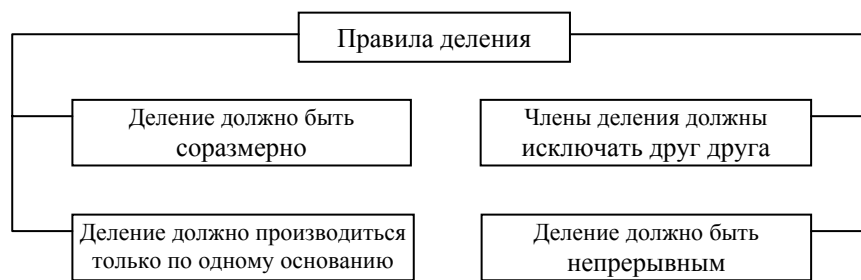 Правила деления
Деление должно быть
соразмерно
Члены деления должны
исключать друг друга
Деление должно производиться
только по одному основанию
Деление должно быть
непрерывным